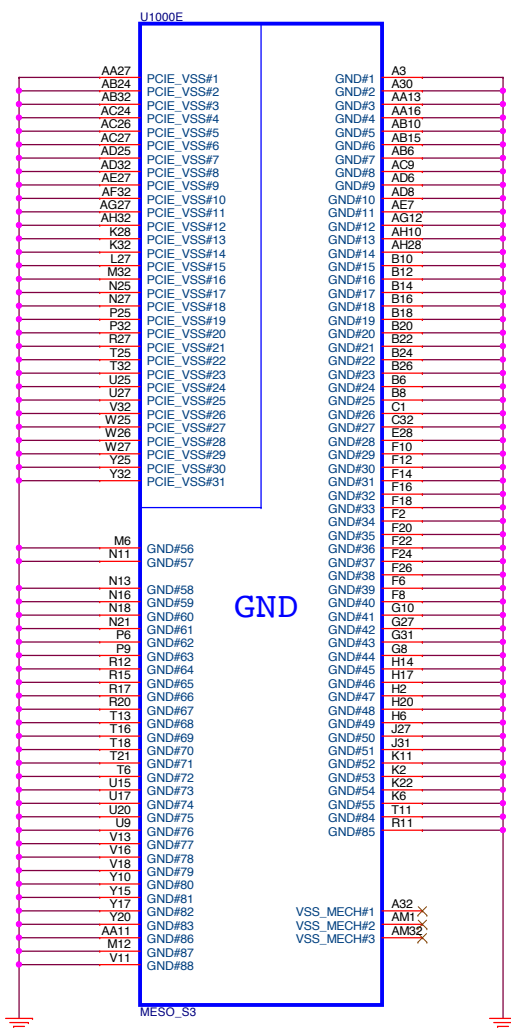 U1000E
AA27 PCIE_VSS#1
AB24 PCIE_VSS#2
AB32 PCIE_VSS#3
AC24 PCIE_VSS#4
AC26 PCIE_VSS#5
AC27 PCIE_VSS#6
AD25 PCIE_VSS#7
AD32 PCIE_VSS#8
AE27 PCIE_VSS#9
AF32 PCIE_VSS#10
AG27 PCIE_VSS#11
AH32 PCIE_VSS#12
K28 PCIE_VSS#13
K32 PCIE_VSS#14
L27 PCIE_VSS#15
M32 PCIE_VSS#16
N25 PCIE_VSS#17
N27 PCIE_VSS#18
P25 PCIE_VSS#19
P32 PCIE_VSS#20
R27 PCIE_VSS#21
T25 PCIE_VSS#22
T32 PCIE_VSS#23
U25 PCIE_VSS#24
U27 PCIE_VSS#25
V32 PCIE_VSS#26
W25 PCIE_VSS#27
W26 PCIE_VSS#28
W27 PCIE_VSS#29
Y25 PCIE_VSS#30
Y32 PCIE_VSS#31
M6 GND#56
N11 GND#57
N13 GND#58
N16 GND#59
N18 GND#60
N21 GND#61
P6 GND#62
P9 GND#63
R12 GND#64
R15 GND#65
R17 GND#66
R20 GND#67
T13 GND#68
T16 GND#69
T18 GND#70
T21 GND#71
T6 GND#72
U15 GND#73
U17 GND#74
U20 GND#75
U9 GND#76
V13 GND#77
V16 GND#78
V18 GND#79
Y10 GND#80
Y15 GND#81
Y17 GND#82
Y20 GND#83
AA11 GND#86
M12 GND#87
V11 GND#88
GND
GND#1 A3
GND#2 A30
GND#3 AA13
GND#4 AA16
GND#5 AB10
GND#6 AB15
GND#7 AB6
GND#8 AC9
GND#9 AD6
GND#10 AD8
GND#11 AE7
GND#12 AG12
GND#13 AH10
GND#14 AH28
GND#15 B10
GND#16 B12
GND#17 B14
GND#18 B16
GND#19 B18
GND#20 B20
GND#21 B22
GND#22 B24
GND#23 B26
GND#24 B6
GND#25 B8
GND#26 C1
GND#27 C32
GND#28 E28
GND#29 F10
GND#30 F12
GND#31 F14
GND#32 F16
GND#33 F18
GND#34 F2
GND#35 F20
GND#36 F22
GND#37 F24
GND#38 F26
GND#39 F6
GND#40 F8
GND#41 G10
GND#42 G27
GND#43 G31
GND#44 G8
GND#45 H14
GND#46 H17
GND#47 H2
GND#48 H20
GND#49 H6
GND#50 J27
GND#51 J31
GND#52 K11
GND#53 K2
GND#54 K22
GND#55 K6
GND#84 T11
GND#85 R11
VSS_MECH#1 A32
VSS_MECH#2 AM1
VSS_MECH#3 AM32
MESO_S3